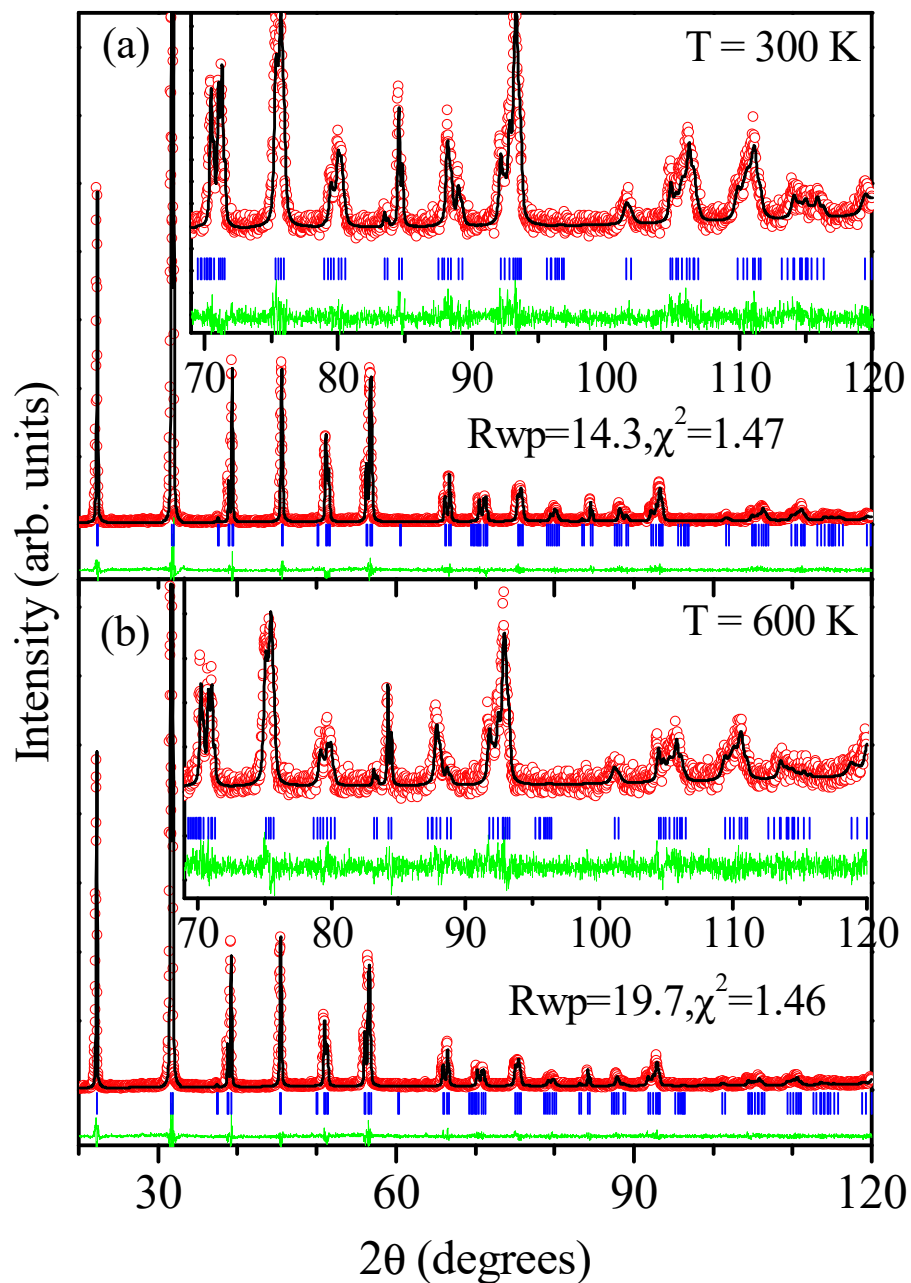 (a)
T = 300 K
70 80 90 100 110 120
Rwp=14.3,χ²=1.47
Intensity (arb. units)
(b)
T = 600 K
70 80 90 100 110 120
Rwp=19.7,χ²=1.46
30 60 90 120
2θ (degrees)